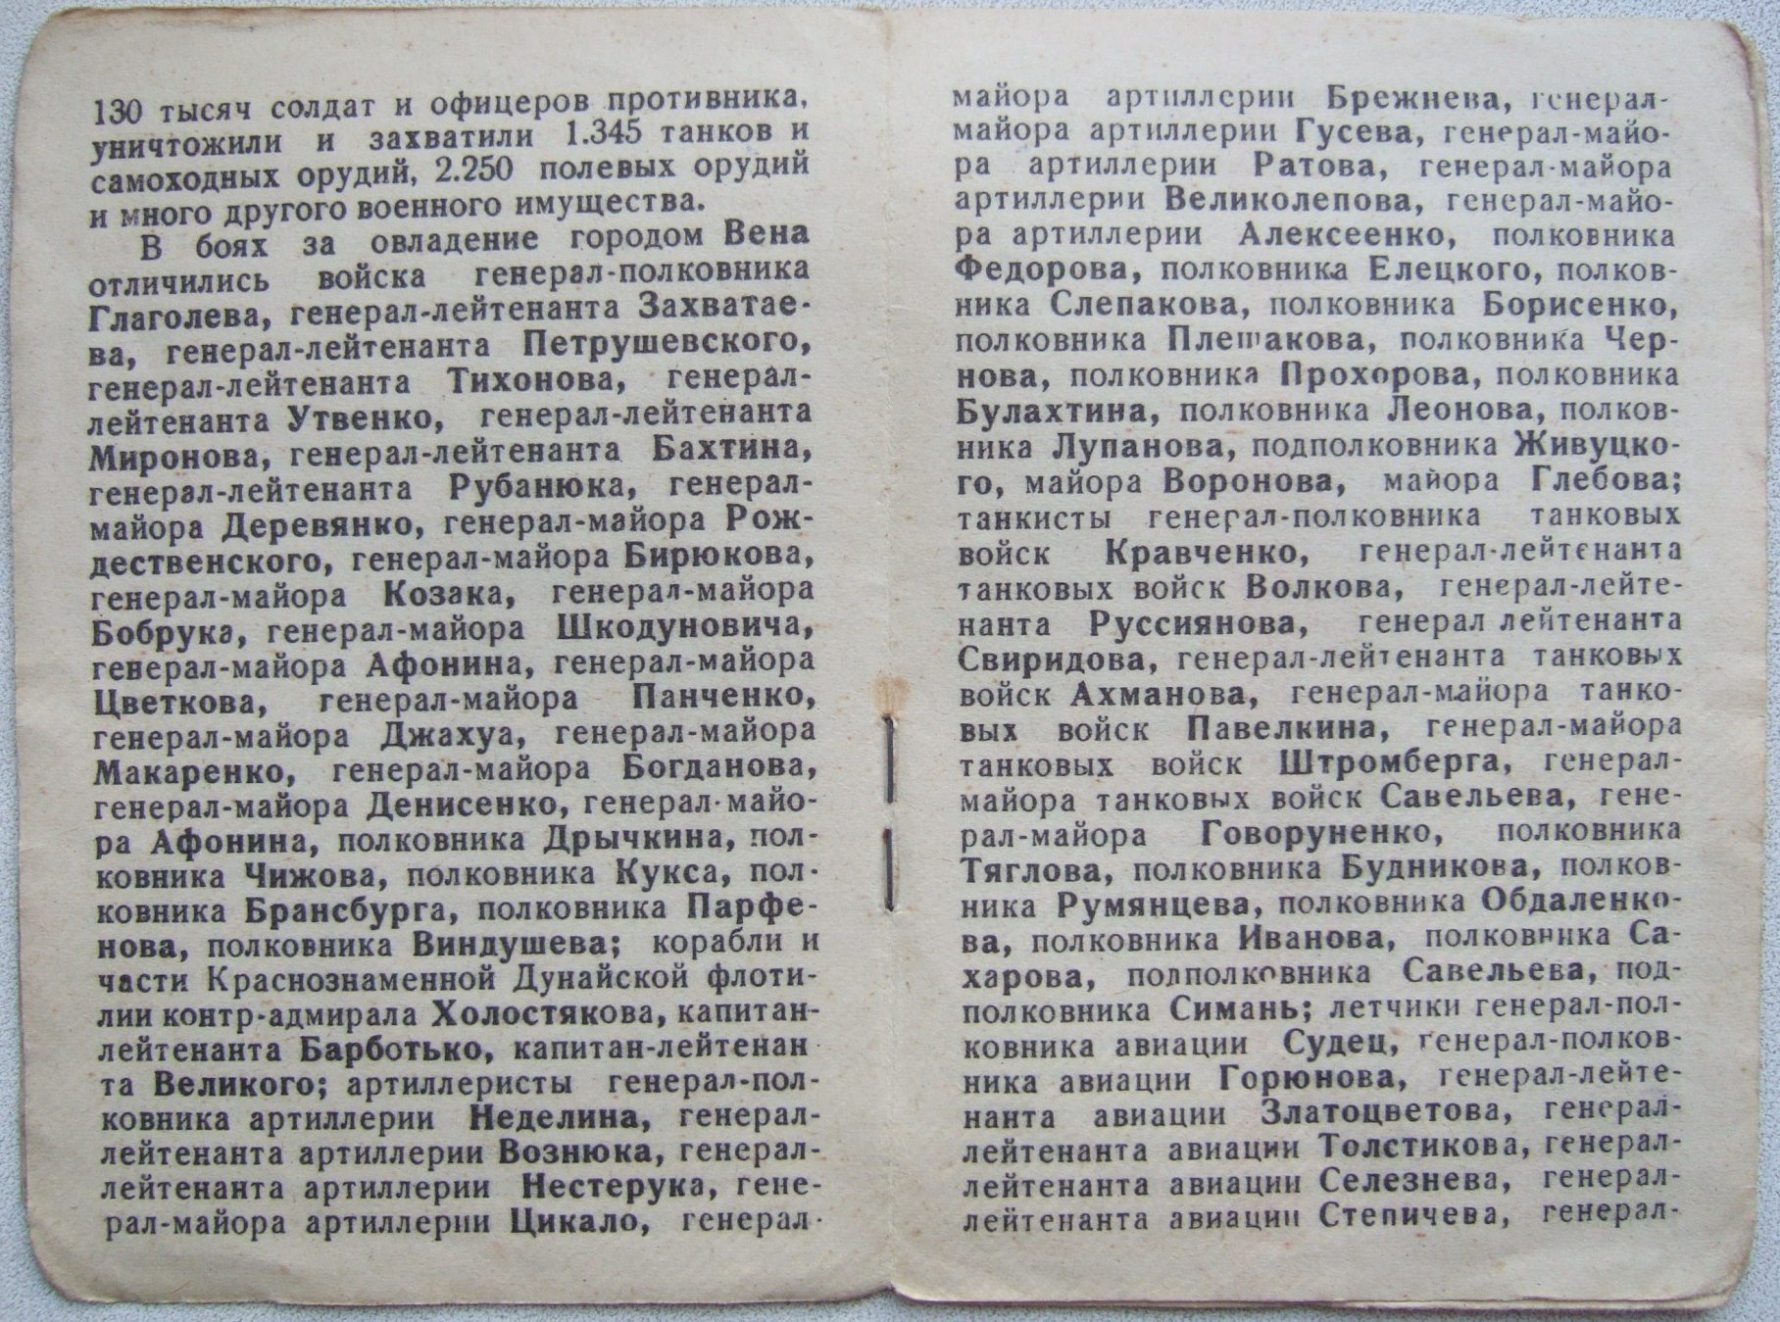 130 тысяч солдат и офицеров противника,
уничтожили и захватили 1.345 танков и
самоходных орудий, 2.250 полевых орудий
и много другого военного имущества.
В боях за овладение городом Вена
отличились войска генерал-полковника
Глаголева, генерал-лейтенанта Захватае-
ва, генерал-лейтенанта Петрушевского,
генерал-лейтенанта Тихонова, генерал-
лейтенанта Утвенко, генерал-лейтенанта
Миронова, генерал-лейтенанта Бахтина,
генерал-лейтенанта Рубанюка, генерал-
майора Деревянко, генерал-майора Рож-
дественского, генерал-майора Бирюкова,
генерал-майора Козака, генерал-майора
Бобрука, генерал-майора Шкодуновича,
генерал-майора Афонина, генерал-майора
Цветкова, генерал-майора Панченко,
генерал-майора Джахуа, генерал-майора
Макаренко, генерал-майора Богданова,
генерал-майора Денисенко, генерал-майо-
ра Афонина, полковника Дрычкина, пол-
ковника Чижова, полковника Кукса, пол-
ковника Брансбурга, полковника Парфе-
нова, полковника Виндушева; корабли и
части Краснознаменной Дунайской флоти-
лии контр-адмирала Холостякова, капитан-
лейтенанта Барботько, капитан-лейтенан-
та Великого; артиллеристы генерал-пол-
ковника артиллерии Неделина, генерал-
лейтенанта артиллерии Вознюка, генерал-
лейтенанта артиллерии Нестерука, гене-
рал-майора артиллерии Цикало, генерал-
майора артиллерии Брежнева, генерал-
майора артиллерии Гусева, генерал-майо-
ра артиллерии Ратова, генерал-майора
артиллерии Великолепова, генерал-майо-
ра артиллерии Алексеенко, полковника
Федорова, полковника Елецкого, полков-
ника Слепакова, полковника Борисенко,
полковника Плешакова, полковника Чер-
нова, полковника Прохорова, полковника
Булахтина, полковника Леонова, полков-
ника Лупанова, подполковника Живуцко-
го, майора Воронова, майора Глебова;
танкисты генерал-полковника танковых
войск Кравченко, генерал-лейтенанта
танковых войск Волкова, генерал-лейте-
нанта Руссиянова, генерал лейтенанта
Свиридова, генерал-лейтенанта танковых
войск Ахманова, генерал-майора танко-
вых войск Павелкина, генерал-майора
танковых войск Штромберга, генерал-
майора танковых войск Савельева, гене-
рал-майора Говоруненко, полковника
Тяглова, полковника Будникова, полков-
ника Румянцева, полковника Обдаленко-
ва, полковника Иванова, полковника Са-
харова, подполковника Савельева, под-
полковника Симань; летчики генерал-пол-
ковника авиации Судец, генерал-полков-
ника авиации Горюнова, генерал-лейте-
нанта авиации Златоцветова, генерал-
лейтенанта авиации Толстикова, генерал-
лейтенанта авиации Селезнева, генерал-
лейтенанта авиации Степичева, генерал-